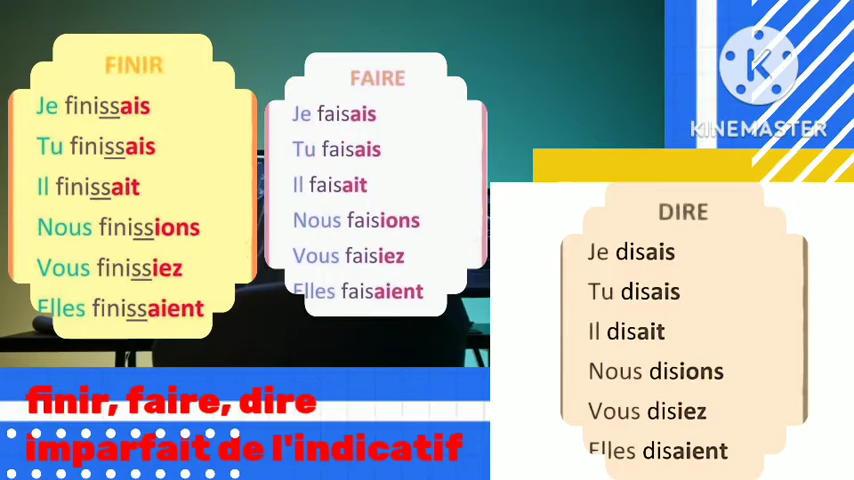 FINIR
Je finissais
Tu finissais
Il finissait
Nous finissions
Vous finissiez
Elles finissaient
FAIRE
Je faisais
Tu faisais
Il faisait
Nous faisions
Vous faisiez
Elles faisaient
KINEMASTER
DIRE
Je disais
Tu disais
Il disait
Nous disions
Vous disiez
Elles disaient
finir, faire, dire
imparfait de l'indicatif